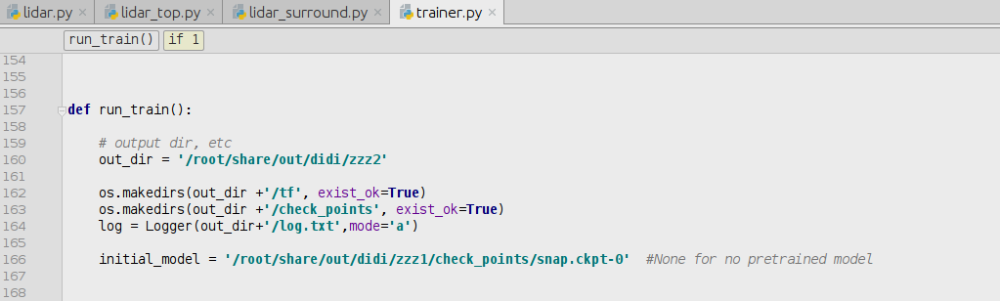 lidar.py × lidar_top.py × lidar_surround.py × trainer.py ×
run_train() if 1
154
155
156
157 def run_train():
158
159 # output dir, etc
160 out_dir = '/root/share/out/didi/zzz2'
161
162 os.makedirs(out_dir +'/tf', exist_ok=True)
163 os.makedirs(out_dir +'/check_points', exist_ok=True)
164 log = Logger(out_dir+'/log.txt',mode='a')
165
166 initial_model = '/root/share/out/didi/zzz1/check_points/snap.ckpt-0' #None for no pretrained model
167
168